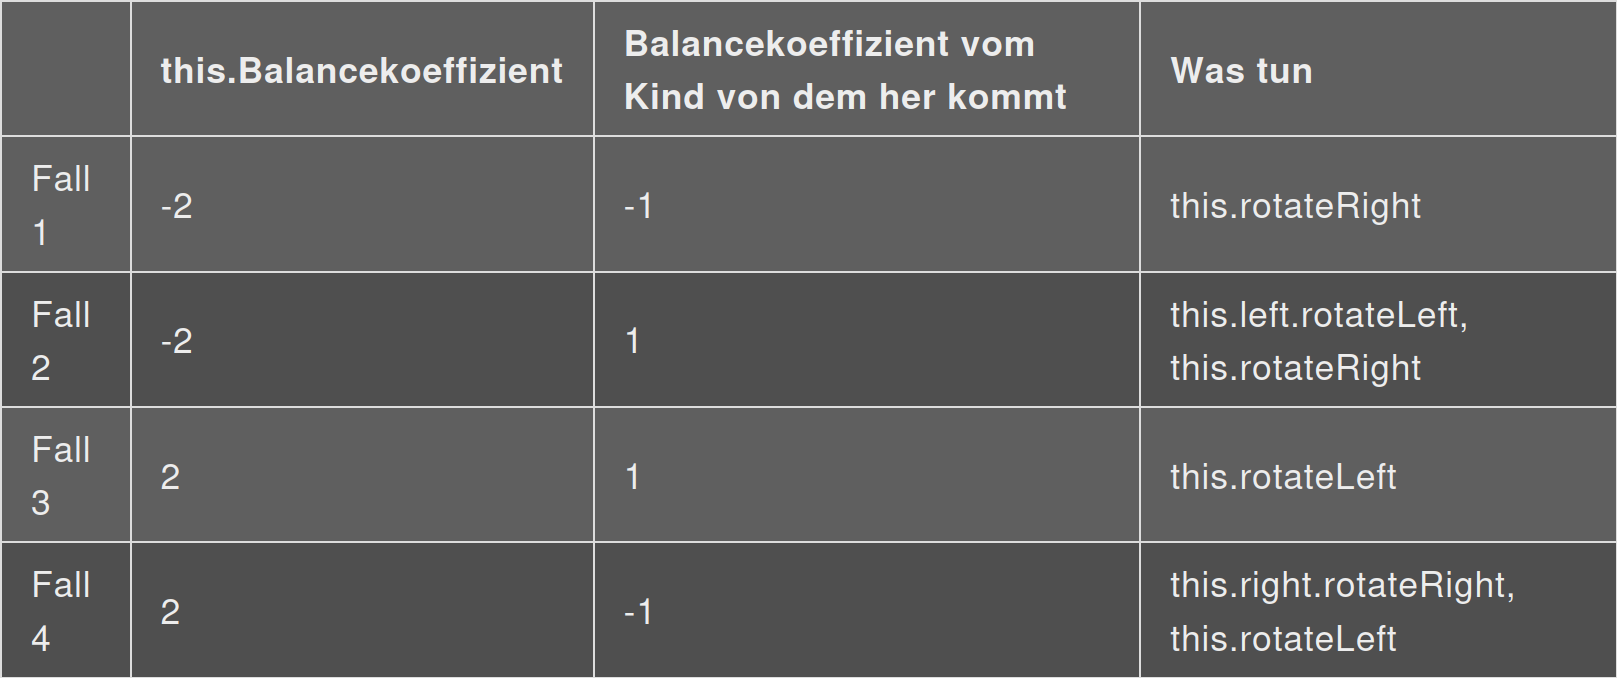 this.Balancekoeffizient
Balancekoeffizient vom
Kind von dem her kommt
Was tun
Fall
1
-2
-1
this.rotateRight
Fall
2
-2
1
this.left.rotateLeft,
this.rotateRight
Fall
3
2
1
this.rotateLeft
Fall
4
2
-1
this.right.rotateRight,
this.rotateLeft